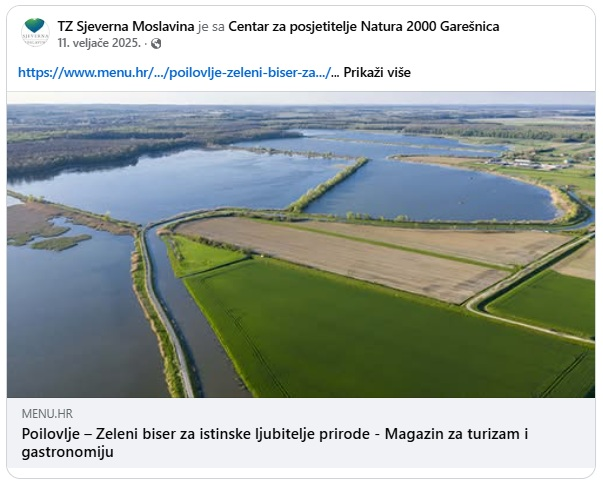 TZ Sjeverna Moslavina je sa Centar za posjetitelje Natura 2000 Garešnica
11. veljače 2025. ·
https://www.menu.hr/.../poilovlje-zeleni-biser-za.../... Prikaži više
MENU.HR
Poilovlje – Zeleni biser za istinske ljubitelje prirode - Magazin za turizam i
gastronomiju